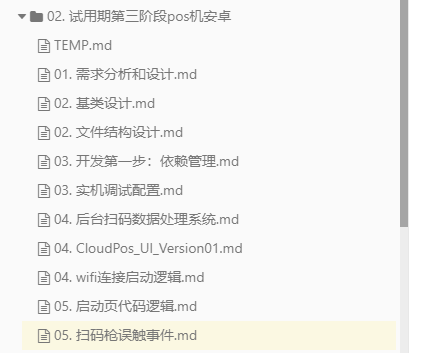 02. 试用期第三阶段pos机安卓
TEMP.md
01. 需求分析和设计.md
02. 基类设计.md
02. 文件结构设计.md
03. 开发第一步：依赖管理.md
03. 实机调试配置.md
04. 后台扫码数据处理系统.md
04. CloudPos_UI_Version01.md
04. wifi连接启动逻辑.md
05. 启动页代码逻辑.md
05. 扫码枪误触事件.md